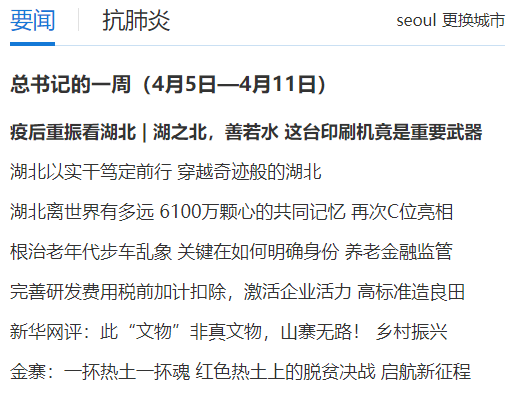 要闻 抗肺炎 seoul 更换城市
总书记的一周（4月5日—4月11日）
疫后重振看湖北 | 湖之北，善若水 这台印刷机竟是重要武器
湖北以实干笃定前行 穿越奇迹般的湖北
湖北离世界有多远 6100万颗心的共同记忆 再次C位亮相
根治老年代步车乱象 关键在如何明确身份 养老金融监管
完善研发费用税前加计扣除，激活企业活力 高标准造良田
新华网评：此“文物”非真文物，山寨无路！ 乡村振兴
金寨：一抔热土一抔魂 红色热土上的脱贫决战 启航新征程